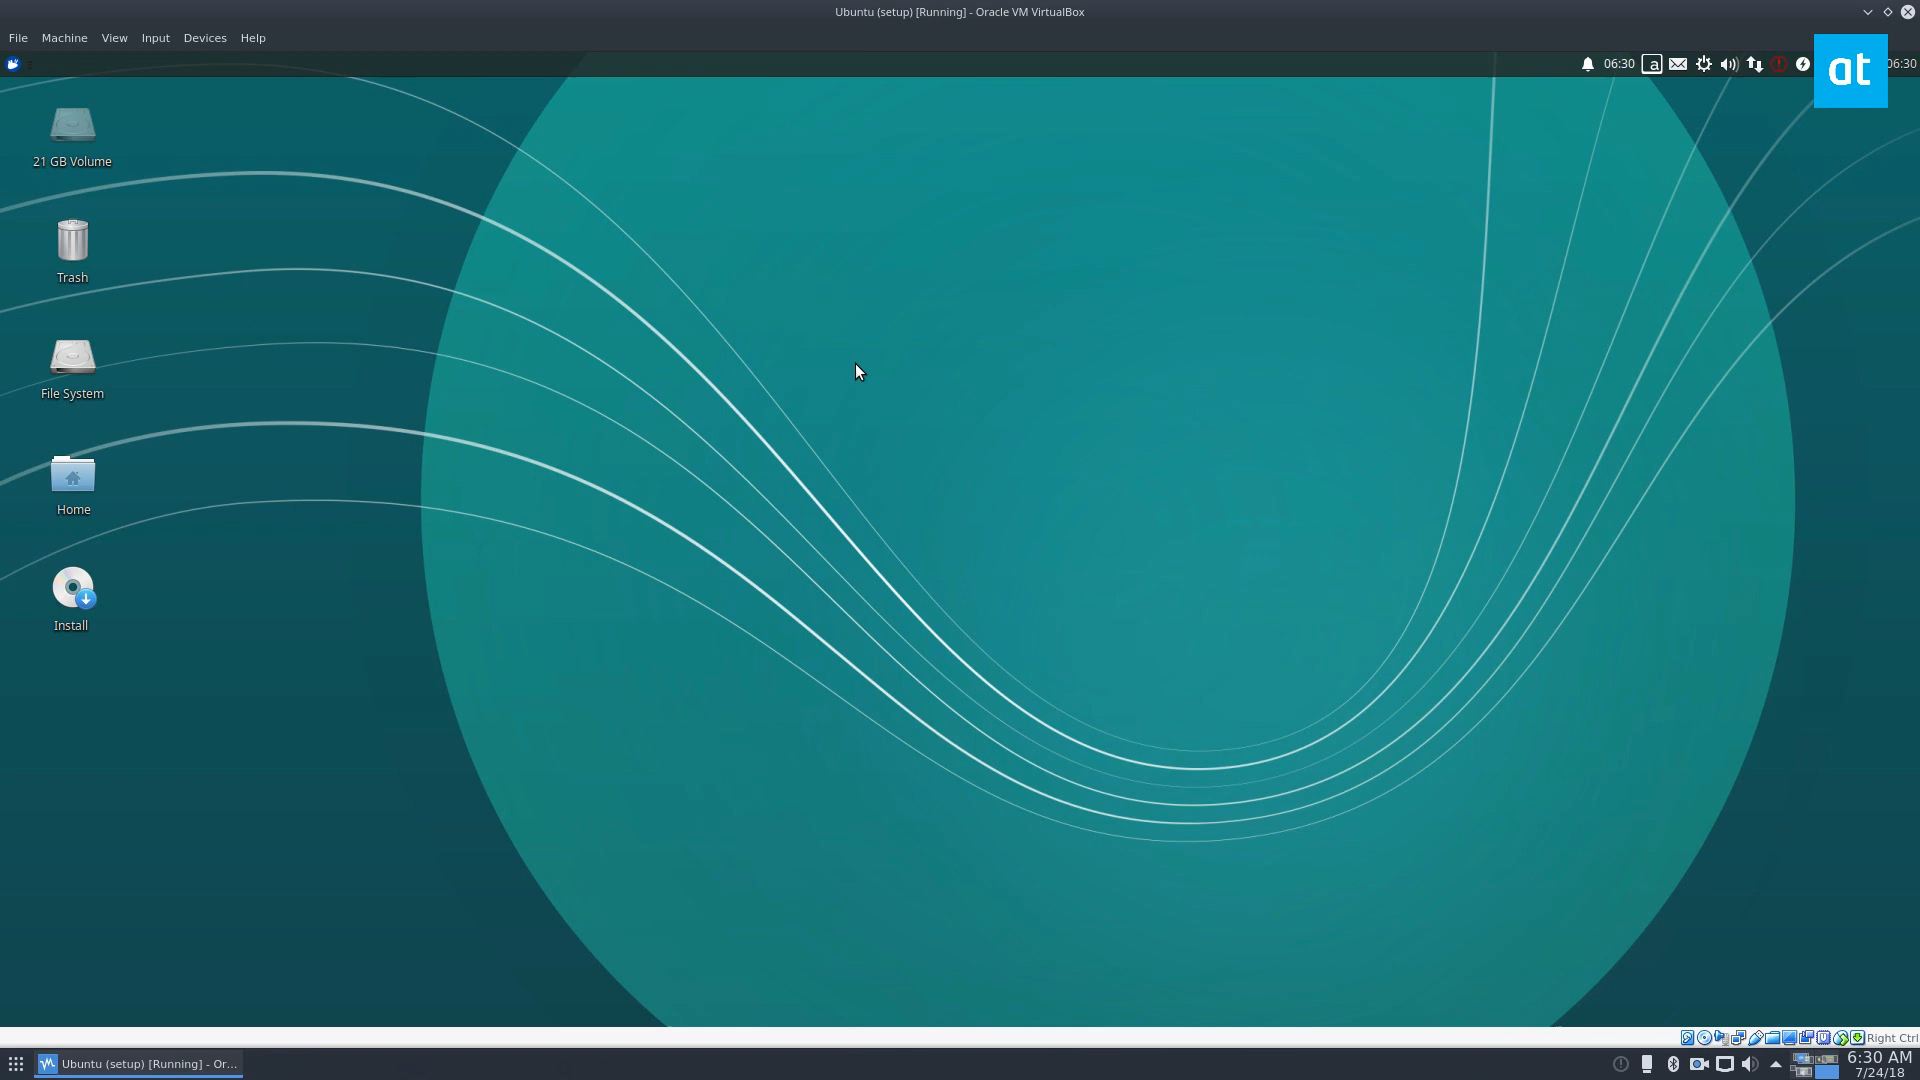 Ubuntu (setup) [Running] - Oracle VM VirtualBox
File Machine View Input Devices Help
06:30 a 06:30
at
21 GB Volume
Trash
File System
Home
Install
Right Ctrl
Ubuntu (setup) [Running] - Or...
6:30 AM
7/24/18